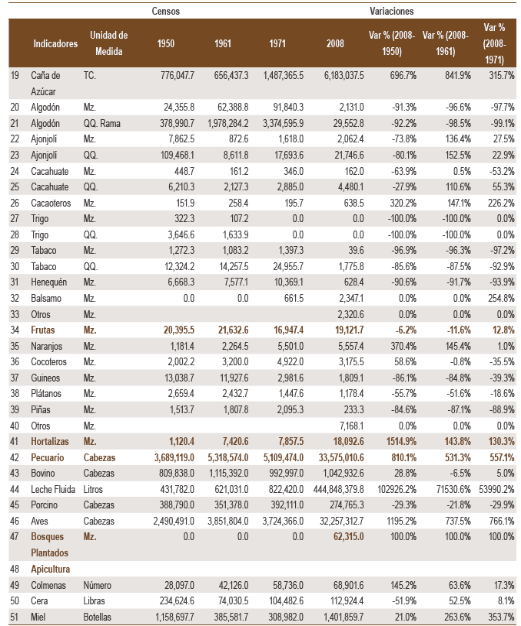 Censos Variaciones
Indicadores Unidad de Medida 1950 1961 1971 2008 Var % (2008-1950) Var % (2008-1961) Var % (2008-1971)
19 Caña de Azúcar TC. 776,047.7 656,437.3 1,487,365.5 6,183,037.5 696.7% 841.9% 315.7%
20 Algodón Mz. 24,355.8 62,388.8 91,840.3 2,131.0 -91.3% -96.6% -97.7%
21 Algodón QQ. Rama 378,990.7 1,978,284.2 3,374,595.9 29,552.8 -92.2% -98.5% -99.1%
22 Ajonjolí Mz. 7,862.5 872.6 1,618.0 2,062.4 -73.8% 136.4% 27.5%
23 Ajonjolí QQ. 109,468.1 8,611.8 17,693.6 21,746.6 -80.1% 152.5% 22.9%
24 Cacahuate Mz. 448.7 161.2 346.0 162.0 -63.9% 0.5% -53.2%
25 Cacahuate QQ. 6,210.3 2,127.3 2,885.0 4,480.1 -27.9% 110.6% 55.3%
26 Cacaoteros Mz. 151.9 258.4 195.7 638.5 320.2% 147.1% 226.2%
27 Trigo Mz. 322.3 107.2 0.0 0.0 -100.0% -100.0% 0.0%
28 Trigo QQ. 3,646.6 1,633.9 0.0 0.0 -100.0% -100.0% 0.0%
29 Tabaco Mz. 1,272.3 1,083.2 1,397.3 39.6 -96.9% -96.3% -97.2%
30 Tabaco QQ. 12,324.2 14,257.5 24,955.7 1,775.8 -85.6% -87.5% -92.9%
31 Henequén Mz. 6,668.3 7,577.1 10,369.1 628.4 -90.6% -91.7% -93.9%
32 Balsamo Mz. 0.0 0.0 661.5 2,347.1 0.0% 0.0% 254.8%
33 Otros Mz. 2,320.6 0.0% 0.0% 0.0%
34 Frutas Mz. 20,395.5 21,632.6 16,947.4 19,121.7 -6.2% -11.6% 12.8%
35 Naranjos Mz. 1,181.4 2,264.5 5,501.0 5,557.4 370.4% 145.4% 1.0%
36 Cocoteros Mz. 2,002.2 3,200.0 4,922.0 3,175.5 58.6% -0.8% -35.5%
37 Guineos Mz. 13,038.7 11,927.6 2,981.6 1,809.1 -86.1% -84.8% -39.3%
38 Plátanos Mz. 2,659.4 2,432.7 1,447.6 1,178.4 -55.7% -51.6% -18.6%
39 Piñas Mz. 1,513.7 1,807.8 2,095.3 233.3 -84.6% -87.1% -88.9%
40 Otros Mz. 7,168.1 0.0% 0.0% 0.0%
41 Hortalizas Mz. 1,120.4 7,420.6 7,857.5 18,092.6 1514.9% 143.8% 130.3%
42 Pecuario Cabezas 3,689,119.0 5,318,574.0 5,109,474.0 33,575,010.6 810.1% 531.3% 557.1%
43 Bovino Cabezas 809,838.0 1,115,392.0 992,997.0 1,042,932.6 28.8% -6.5% 5.0%
44 Leche Fluida Litros 431,782.0 621,031.0 822,420.0 444,848,379.8 102926.2% 71530.6% 53990.2%
45 Porcino Cabezas 388,790.0 351,378.0 392,111.0 274,765.3 -29.3% -21.8% -29.9%
46 Aves Cabezas 2,490,491.0 3,851,804.0 3,724,366.0 32,257,312.7 1195.2% 737.5% 766.1%
47 Bosques Plantados Mz. 0.0 0.0 0.0 62,315.0 100.0% 100.0% 100.0%
48 Apicultura
49 Colmenas Número 28,097.0 42,126.0 58,736.0 68,901.6 145.2% 63.6% 17.3%
50 Cera Libras 234,624.6 74,030.5 104,482.6 112,924.4 -51.9% 52.5% 8.1%
51 Miel Botellas 1,158,697.7 385,581.7 308,982.0 1,401,859.7 21.0% 263.6% 353.7%